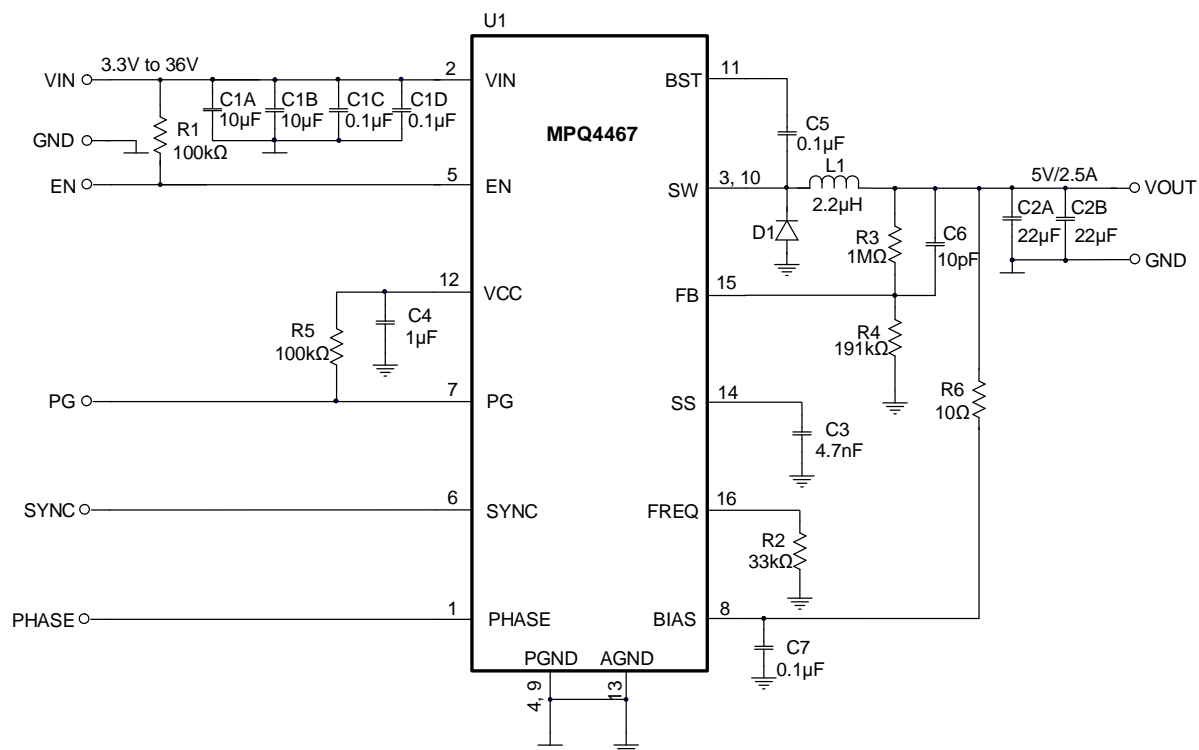 U1
MPQ4467
VIN
3.3V to 36V
2
VIN
C1A
10µF
C1B
10µF
C1C
0.1µF
C1D
0.1µF
GND
R1
100kΩ
EN
5
EN
12
VCC
C4
1µF
R5
100kΩ
PG
7
PG
SYNC
6
SYNC
PHASE
1
PHASE
BST
11
C5
0.1µF
SW
3, 10
L1
2.2µH
D1
5V/2.5A
VOUT
R3
1MΩ
C6
10pF
C2A
22µF
C2B
22µF
GND
FB
15
R4
191kΩ
R6
10Ω
SS
14
C3
4.7nF
FREQ
16
R2
33kΩ
BIAS
8
C7
0.1µF
PGND
AGND
4, 9
13